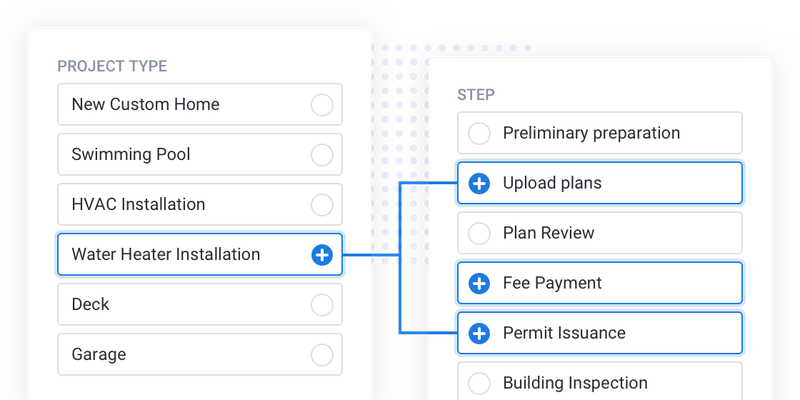 PROJECT TYPE
New Custom Home
Swimming Pool
HVAC Installation
Water Heater Installation
Deck
Garage
STEP
Preliminary preparation
Upload plans
Plan Review
Fee Payment
Permit Issuance
Building Inspection